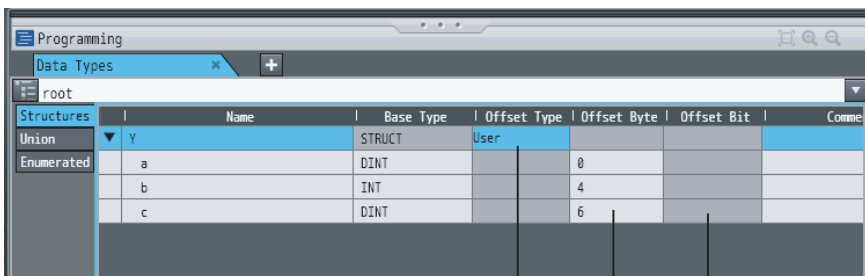 Programming
Data Types × +
root
Structures Name Base Type Offset Type Offset Byte Offset Bit Comme
Union Y STRUCT User
Enumerated a DINT 0
b INT 4
c DINT 6